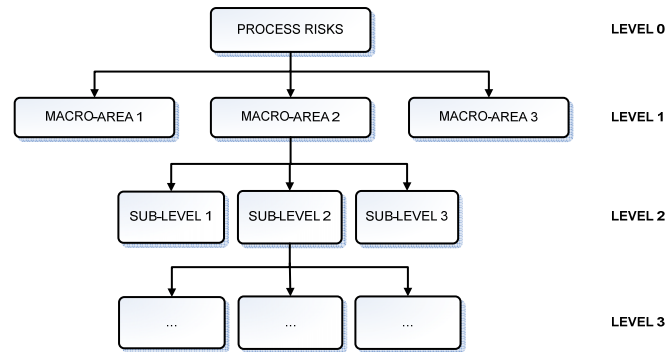 PROCESS RISKS
LEVEL 0
MACRO-AREA 1
MACRO-AREA 2
MACRO-AREA 3
LEVEL 1
SUB-LEVEL 1
SUB-LEVEL 2
SUB-LEVEL 3
LEVEL 2
...
...
...
LEVEL 3